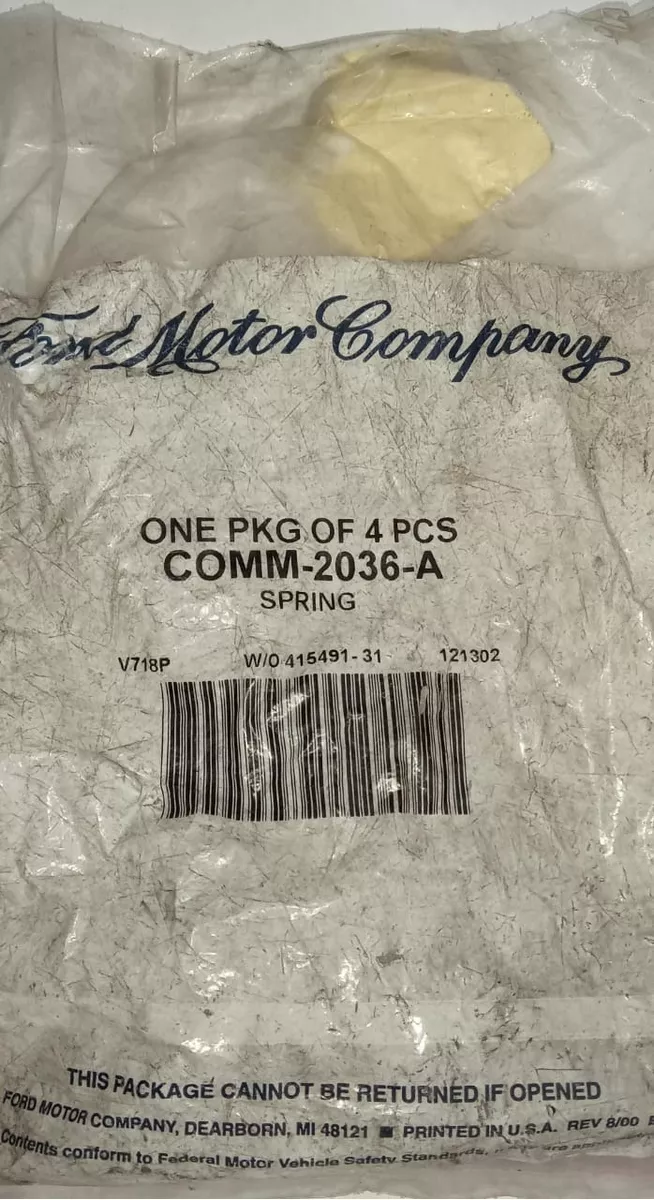 Ford Motor Company
ONE PKG OF 4 PCS
COMM-2036-A
SPRING
V718P W/O 415491-31 121302
THIS PACKAGE CANNOT BE RETURNED IF OPENED
FORD MOTOR COMPANY, DEARBORN, MI 48121 ■ PRINTED IN U.S.A. REV 8/00
Contents conform to Federal Motor Vehicle Safety Standards,